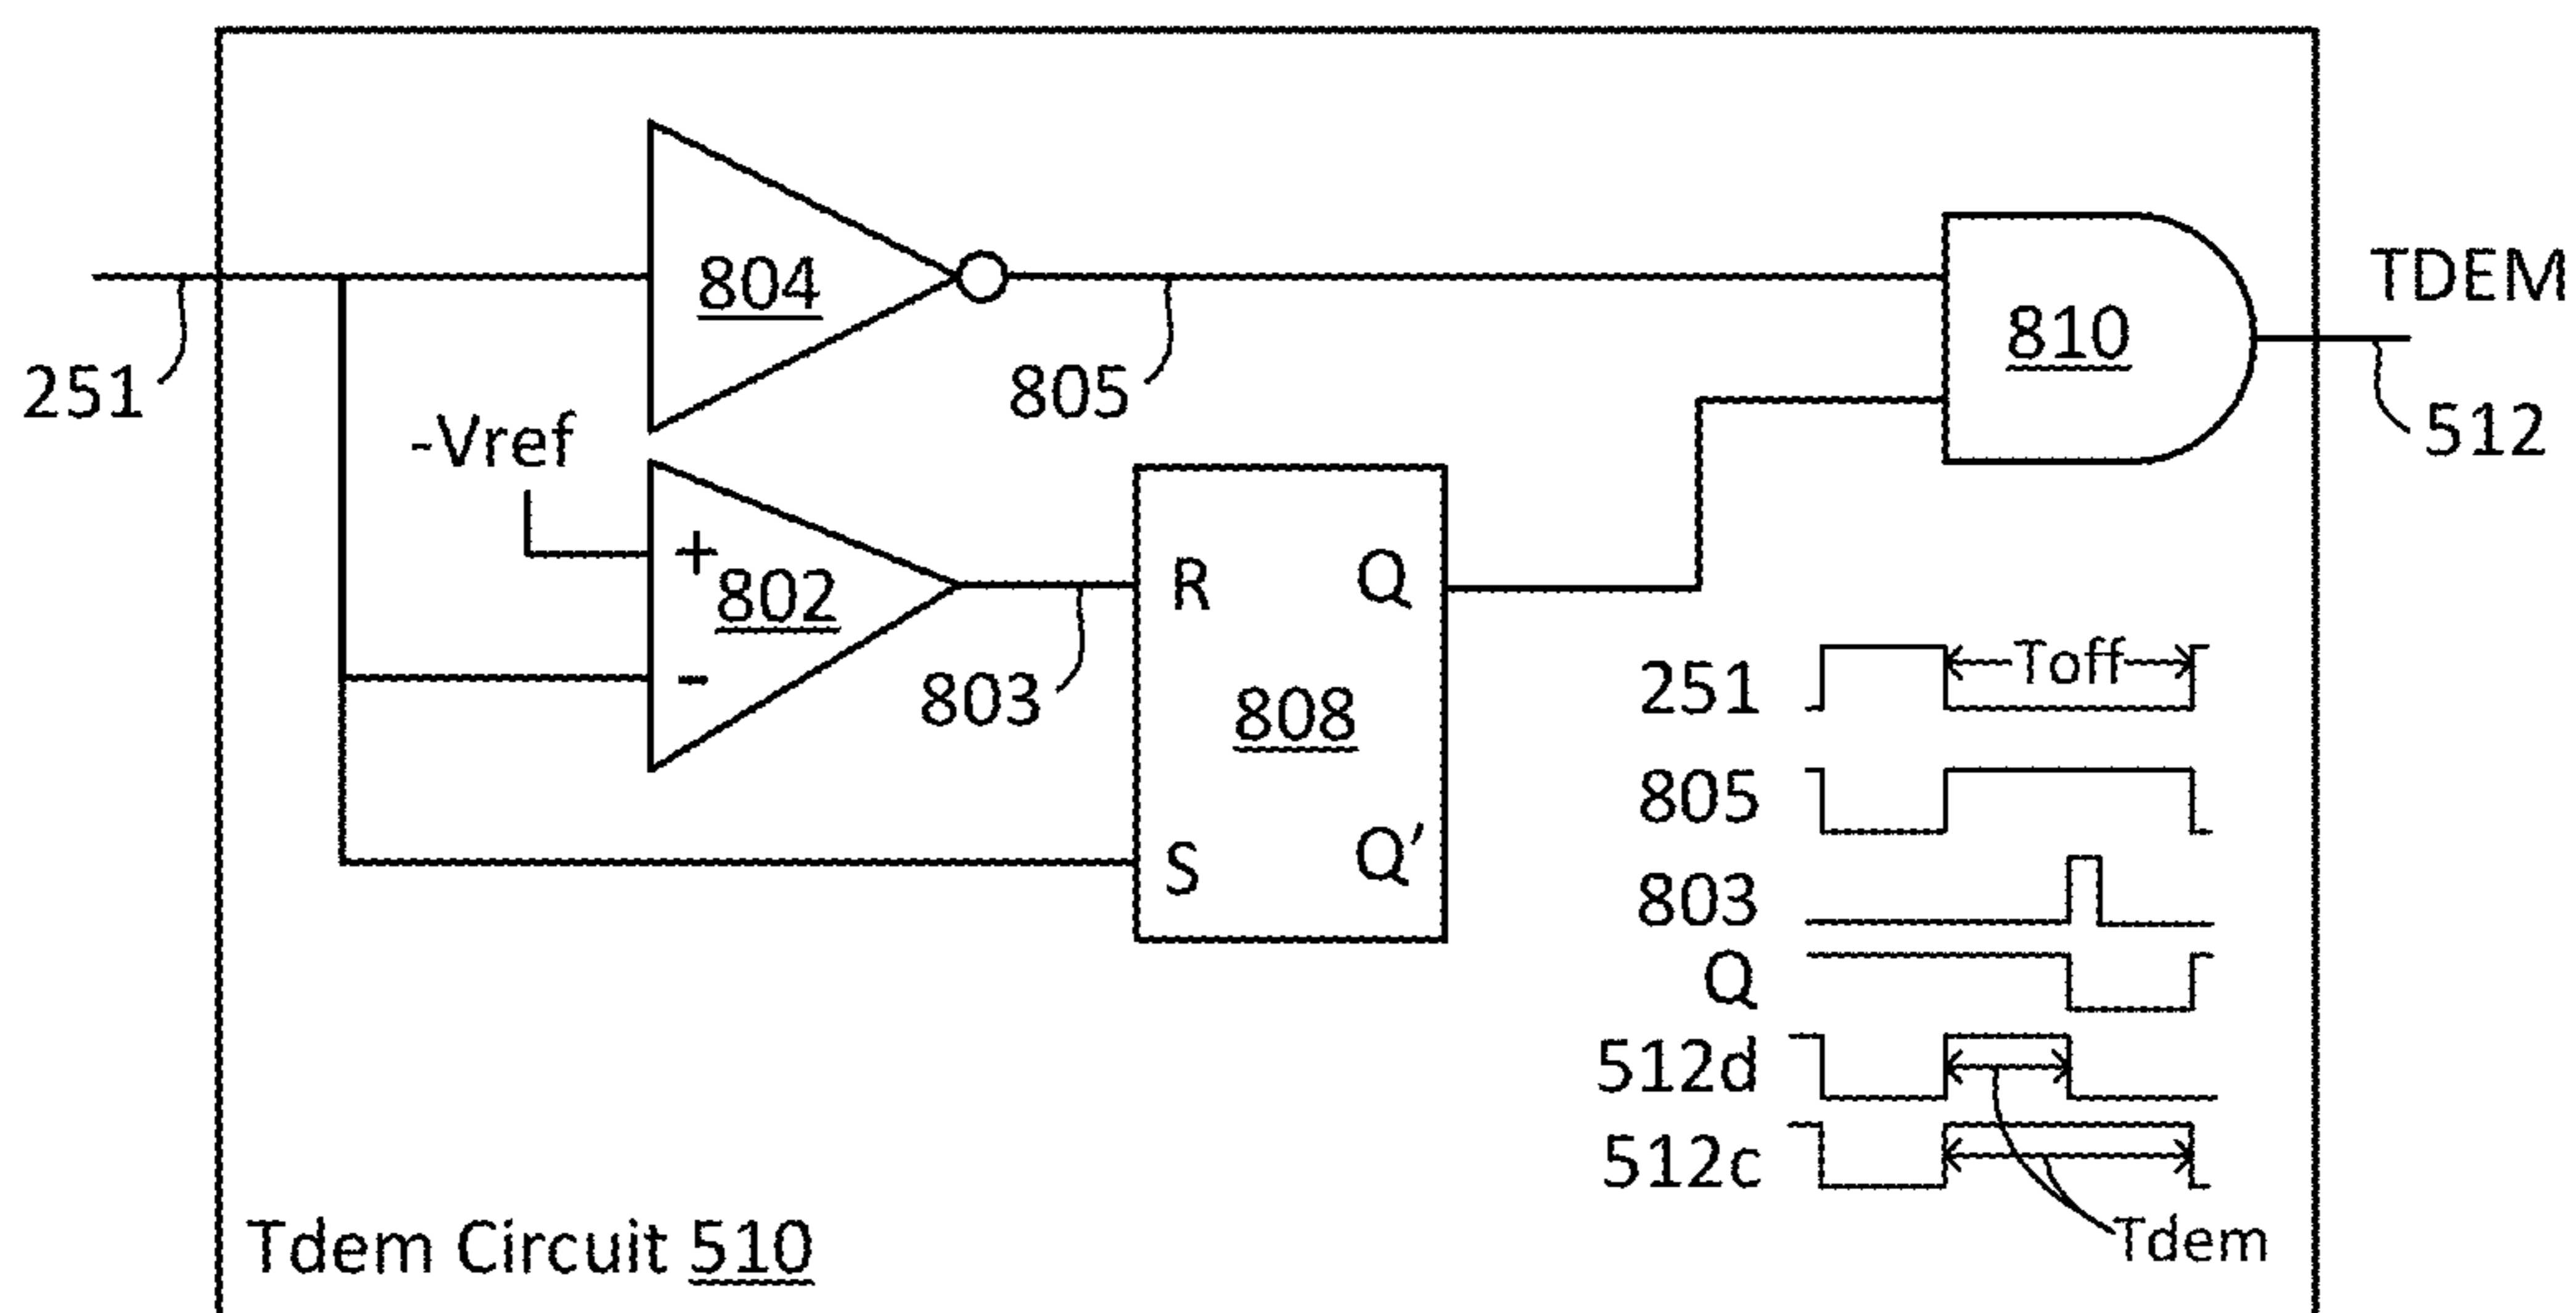 804
810
TDEM
251
805
512
-Vref
+
802
-
803
R
Q
808
S
Q'
251
Toff
805
803
Q
512d
512c
Tdem
Tdem Circuit 510